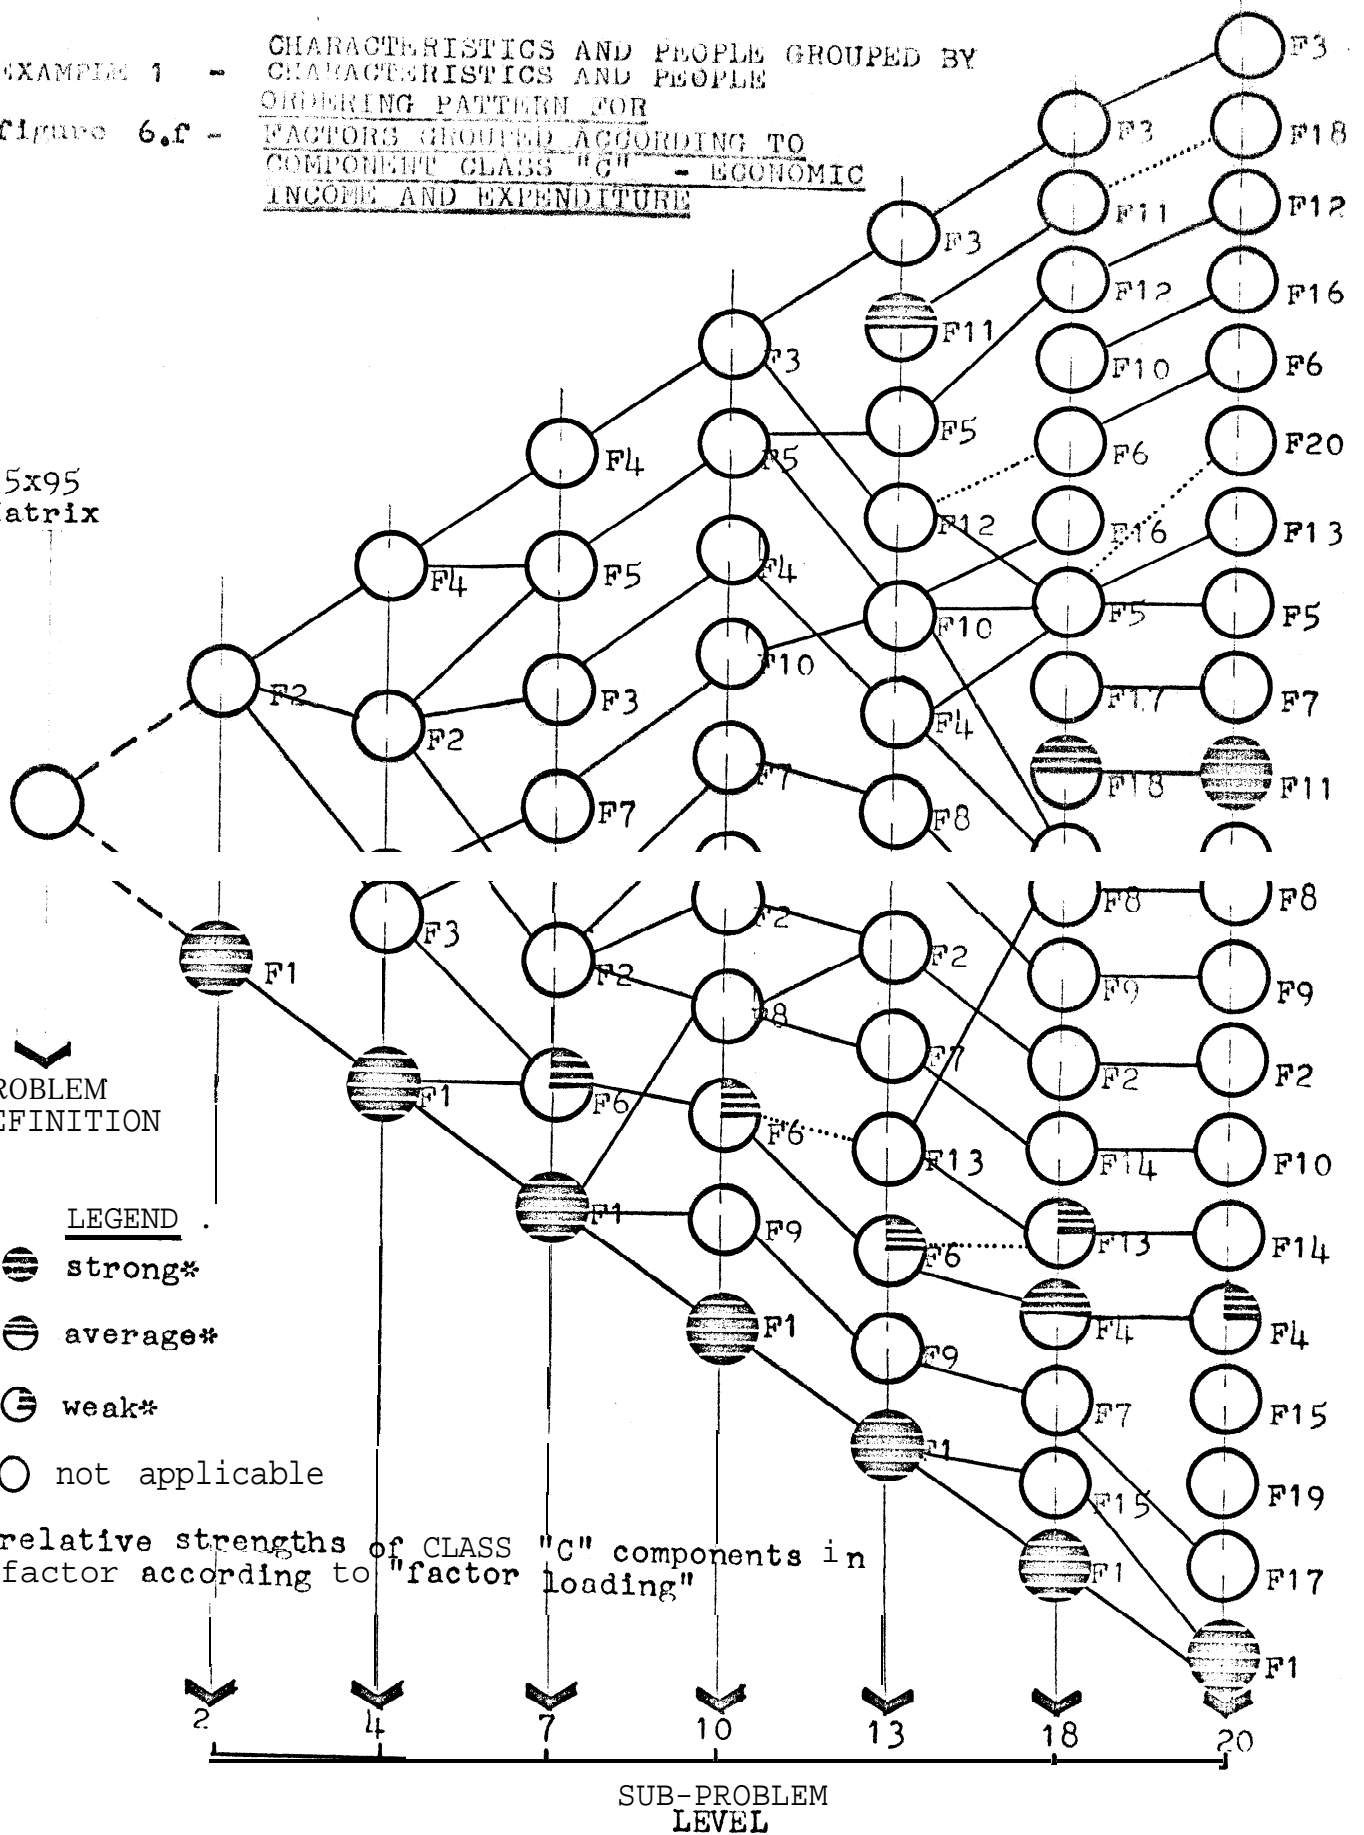 EXAMPLE 1 - CHARACTERISTICS AND PEOPLE GROUPED BY
CHARACTERISTICS AND PEOPLE
ORDERING PATTERN FOR
figure 6.f - FACTORS GROUPED ACCORDING TO
COMPONENT CLASS "C" - ECONOMIC
INCOME AND EXPENDITURE
F3
F3
F18
F11
F12
F3
F12
F16
F11
F10
F6
F3
F5
F6
F20
F4
F5
5x95
atrix
F12
F16
F13
F4
F5
F4
F10
F5
F5
F2
F2
F3
F10
F4
F17
F7
F7
F7
F8
F18
F11
F3
F1
F2
F2
F2
F8
F8
F9
F9
F8
F7
F2
F2
ROBLEM
EFINITION
F1
F6
F6
F13
F14
F10
LEGEND .
strong*
F1
F9
F6
F13
F14
average*
F1
F9
F4
F4
weak*
F1
F7
F15
not applicable
F15
F19
relative strengths of CLASS "C" components in
factor according to "factor loading"
F1
F17
F1
2 4 7 10 13 18 20
SUB-PROBLEM
LEVEL